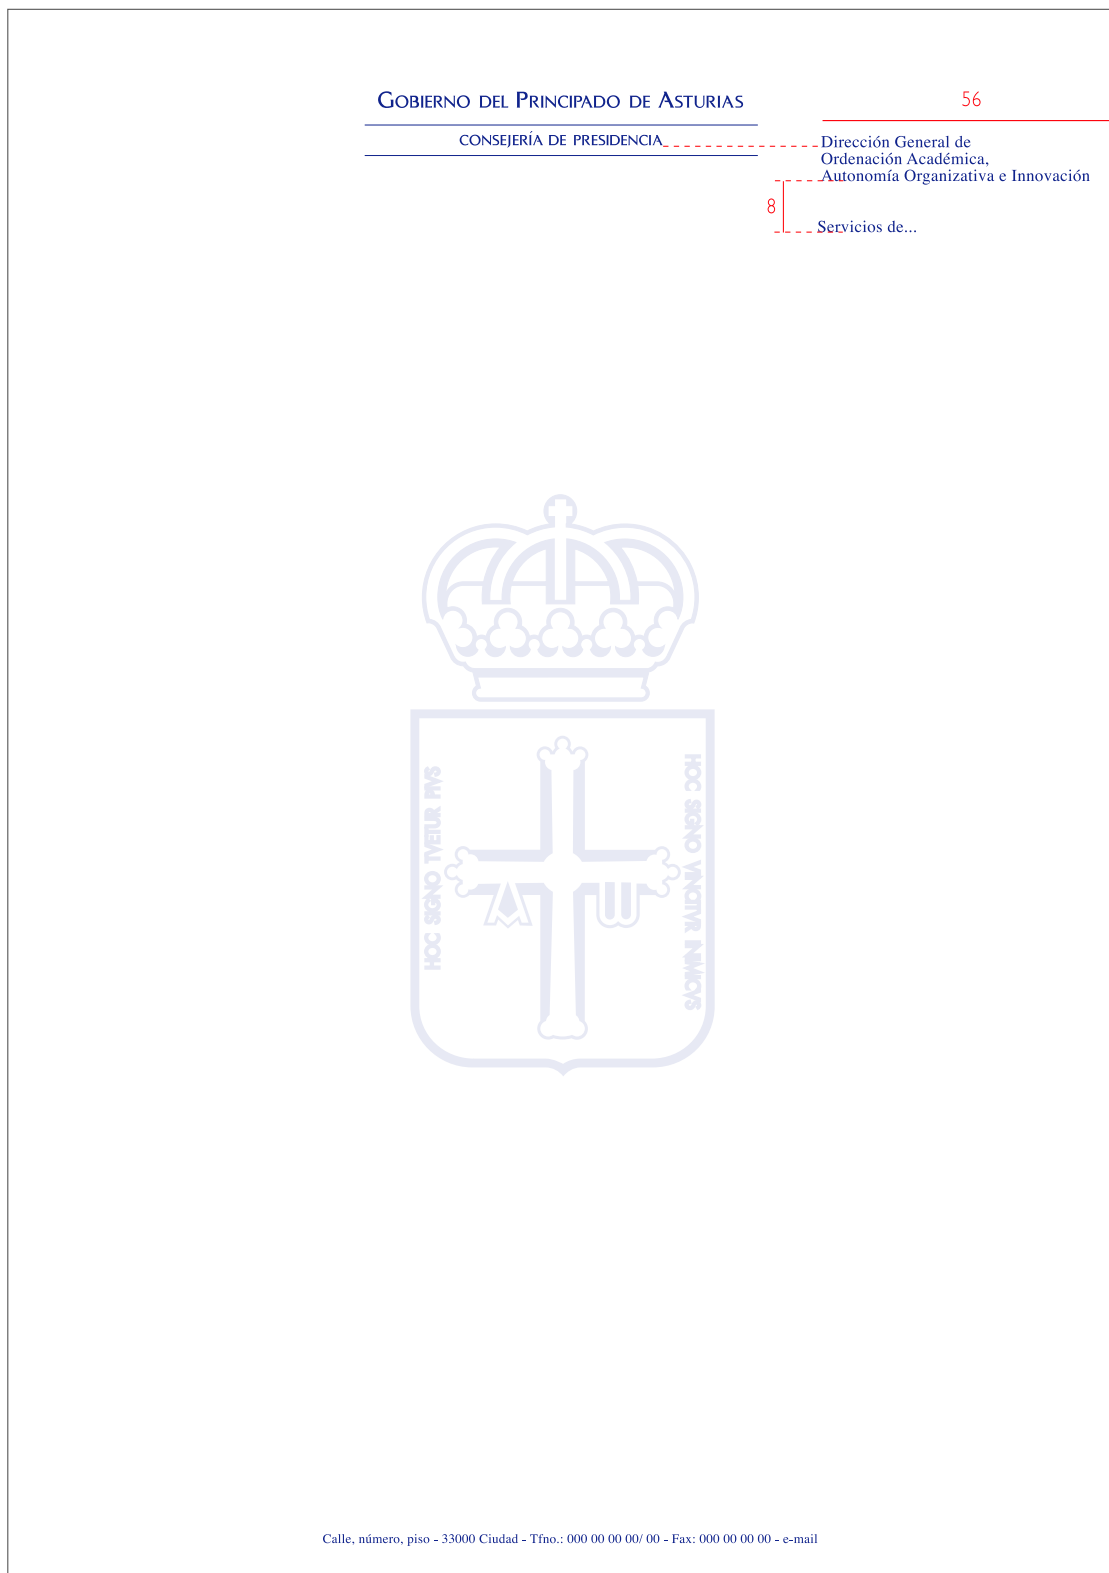 GOBIERNO DEL PRINCIPADO DE ASTURIAS
56
CONSEJERÍA DE PRESIDENCIA
Dirección General de
Ordenación Académica,
Autonomía Organizativa e Innovación
8
Servicios de...
HOC SIGNO TVETUR PIVS
HOC SIGNO VINCITVR INIMICVS
Calle, número, piso - 33000 Ciudad - Tfno.: 000 00 00 00/ 00 - Fax: 000 00 00 00 - e-mail